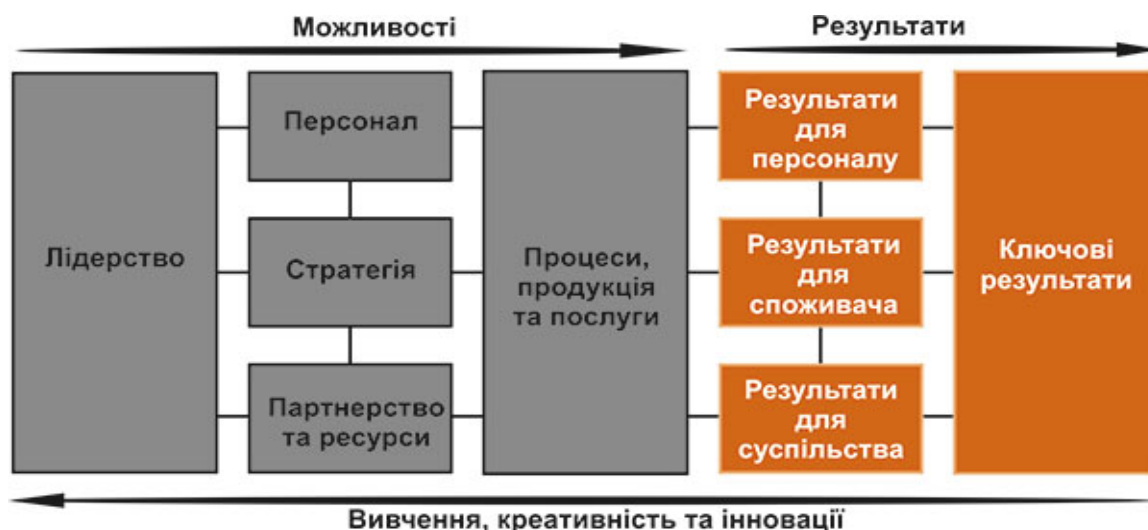 Можливості
Результати
Лідерство
Персонал
Стратегія
Партнерство
та ресурси
Процеси,
продукція
та послуги
Результати
для
персоналу
Результати
для
споживача
Результати
для
суспільства
Ключові
результати
Вивчення, креативність та інновації